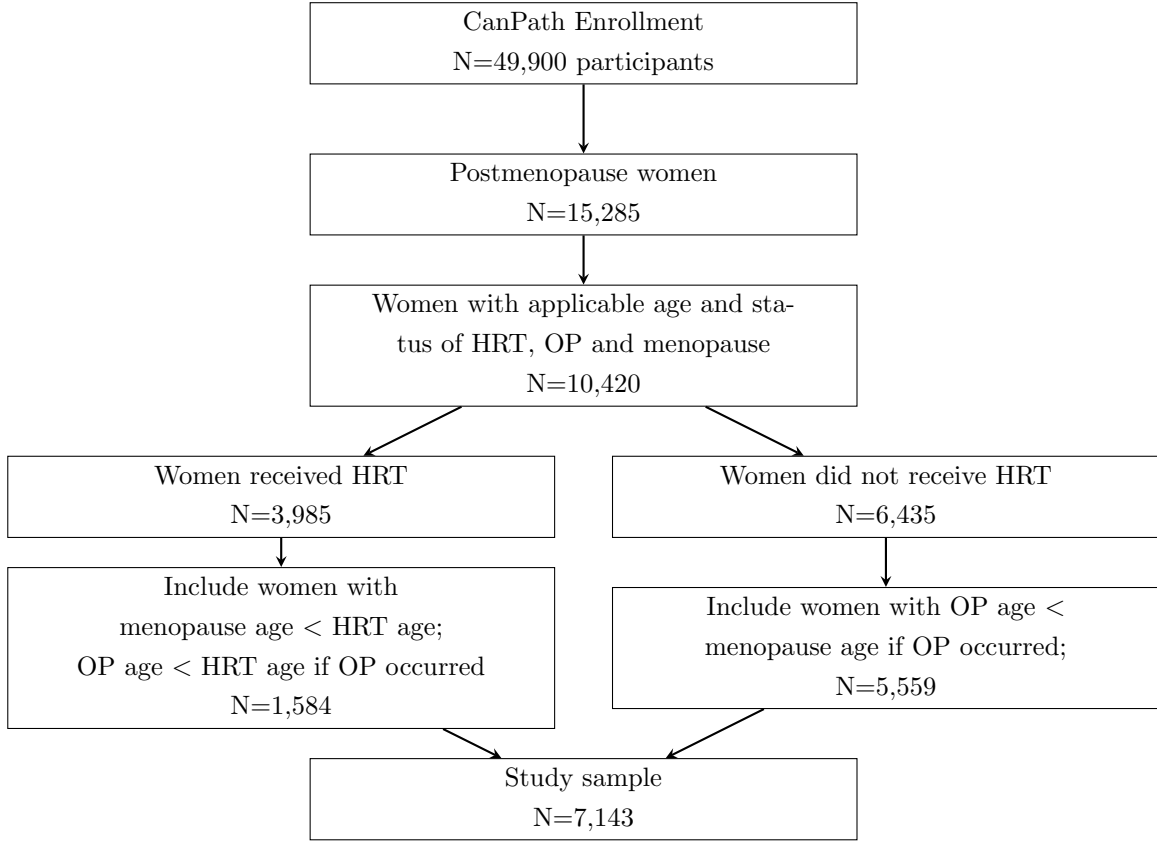 CanPath Enrollment
N=49,900 participants
Postmenopause women
N=15,285
Women with applicable age and sta-
tus of HRT, OP and menopause
N=10,420
Women received HRT
N=3,985
Women did not receive HRT
N=6,435
Include women with
menopause age < HRT age;
OP age < HRT age if OP occurred
N=1,584
Include women with OP age <
menopause age if OP occurred;
N=5,559
Study sample
N=7,143